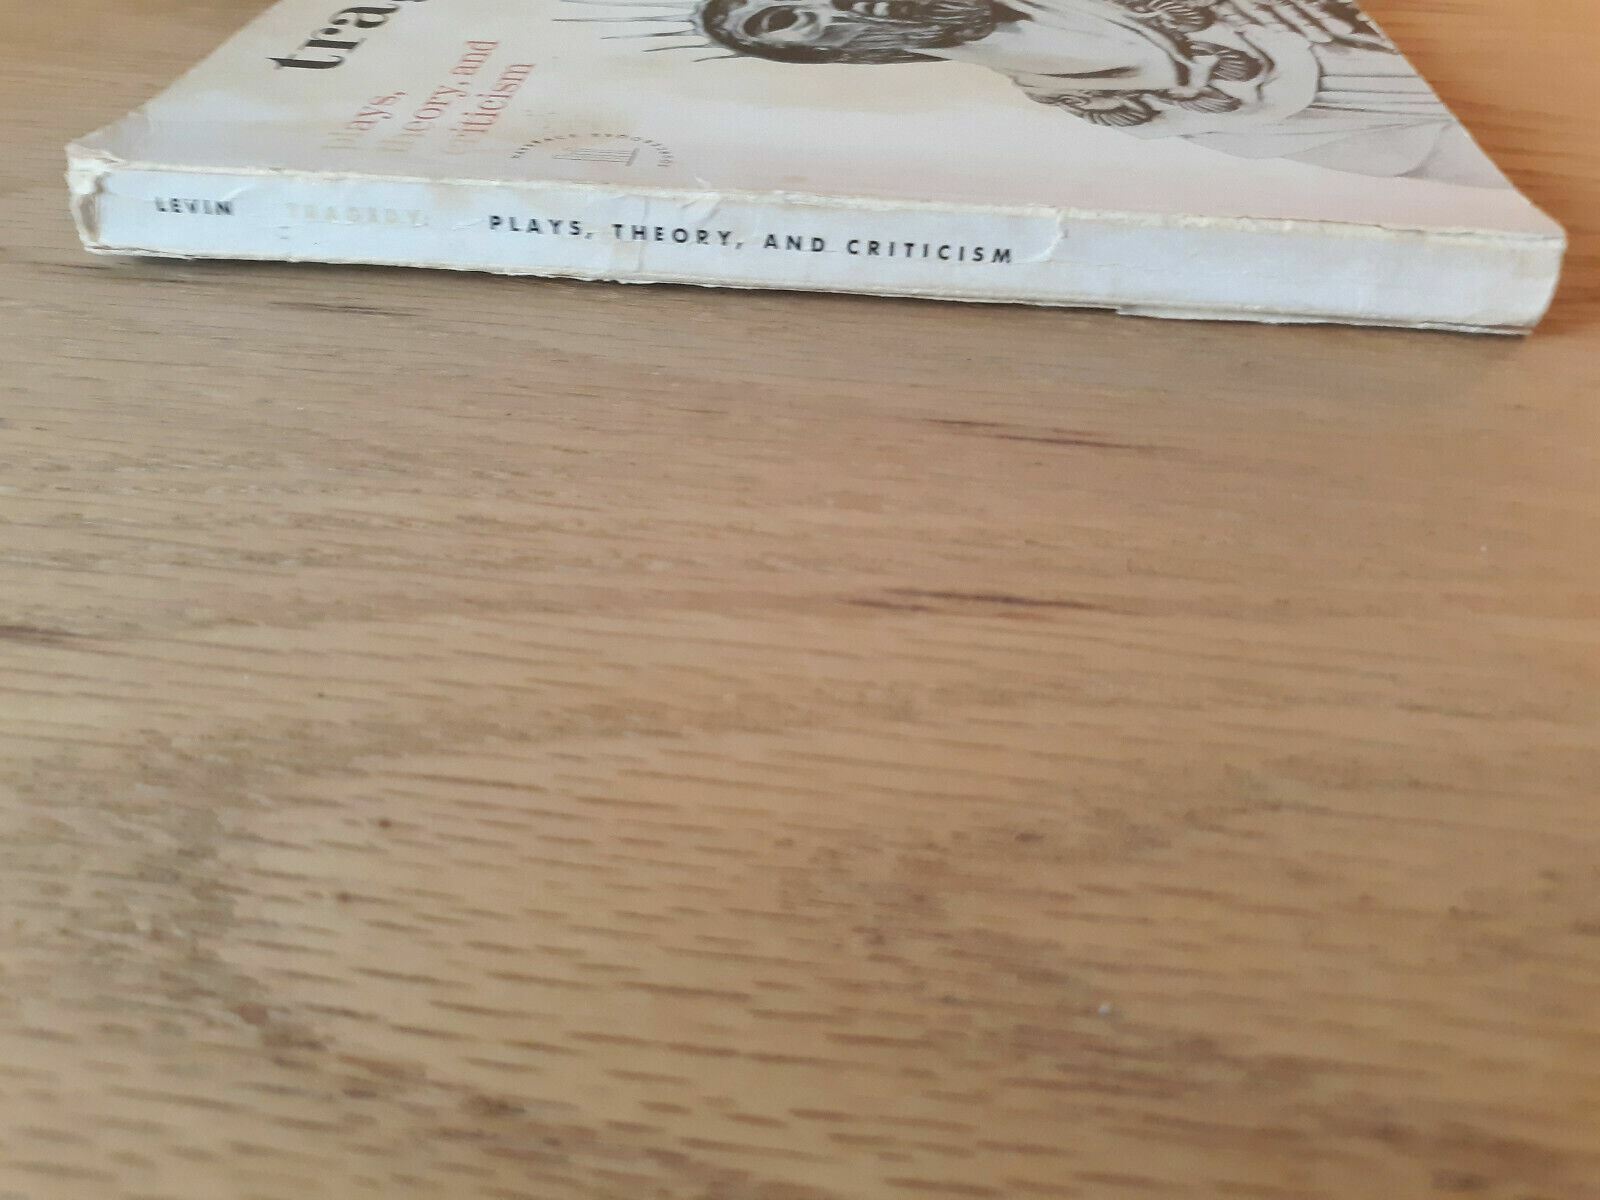 tra
plays,
theory, and
criticism
LEVIN TRAGEDY: PLAYS, THEORY, AND CRITICISM